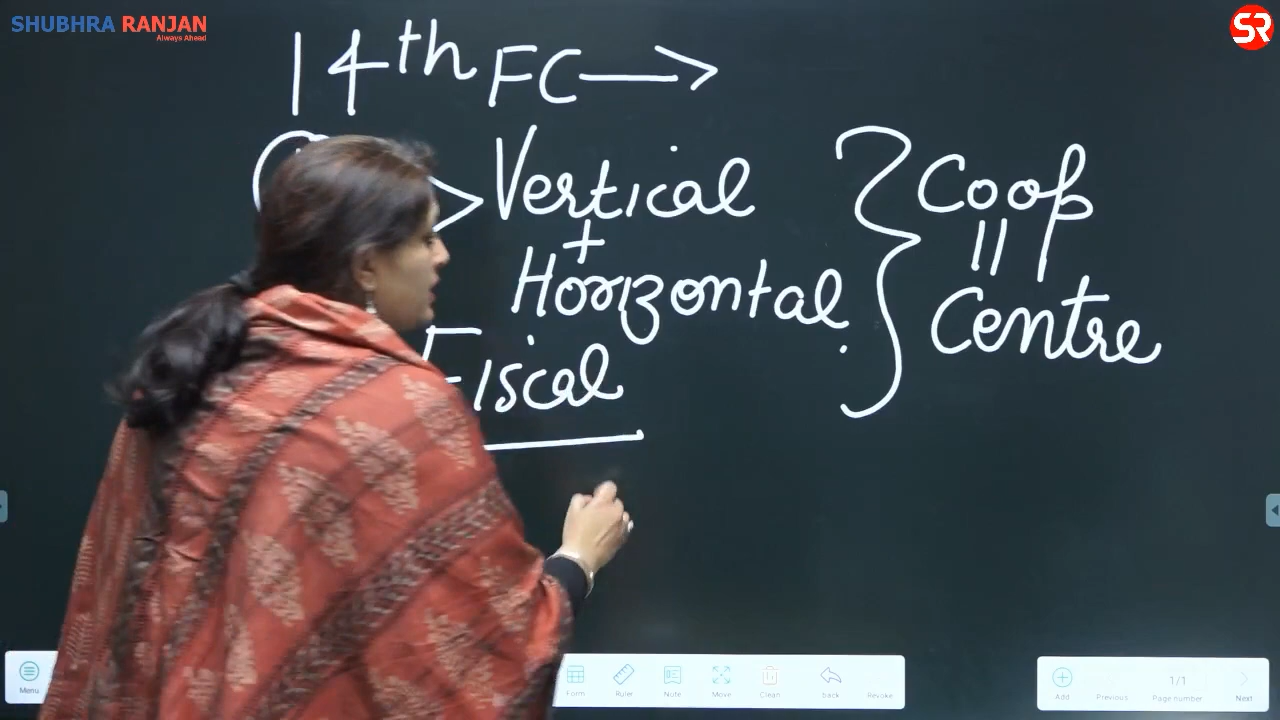 SHUBHRA RANJAN
Always Ahead
SR
14th FC →
> Vertical
+
Horizontal
Fiscal
} Coop
||
Centre
Menu
Form
Ruler
Note
Move
Clean
back
Revoke
Add
Previous
1/1
Page number
Next